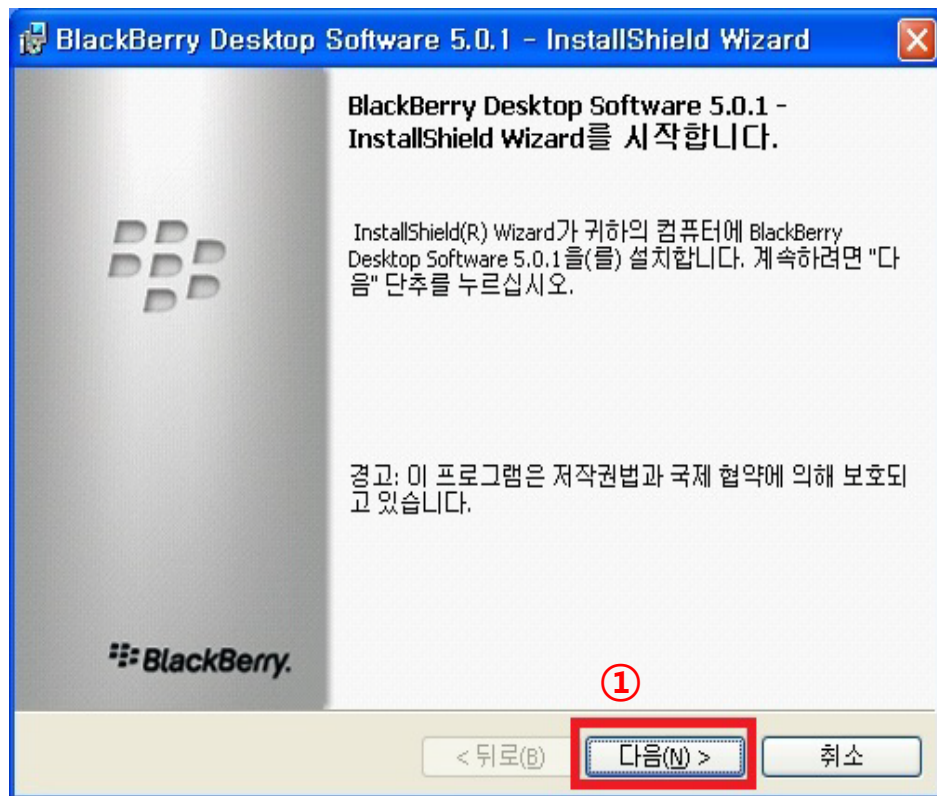 BlackBerry Desktop Software 5.0.1 - InstallShield Wizard
BlackBerry Desktop Software 5.0.1 -
InstallShield Wizard를 시작합니다.
InstallShield(R) Wizard가 귀하의 컴퓨터에 BlackBerry
Desktop Software 5.0.1을(를) 설치합니다. 계속하려면 "다
음" 단추를 누르십시오.
경고: 이 프로그램은 저작권법과 국제 협약에 의해 보호되
고 있습니다.
BlackBerry.
①
< 뒤로(B)
다음(N) >
취소